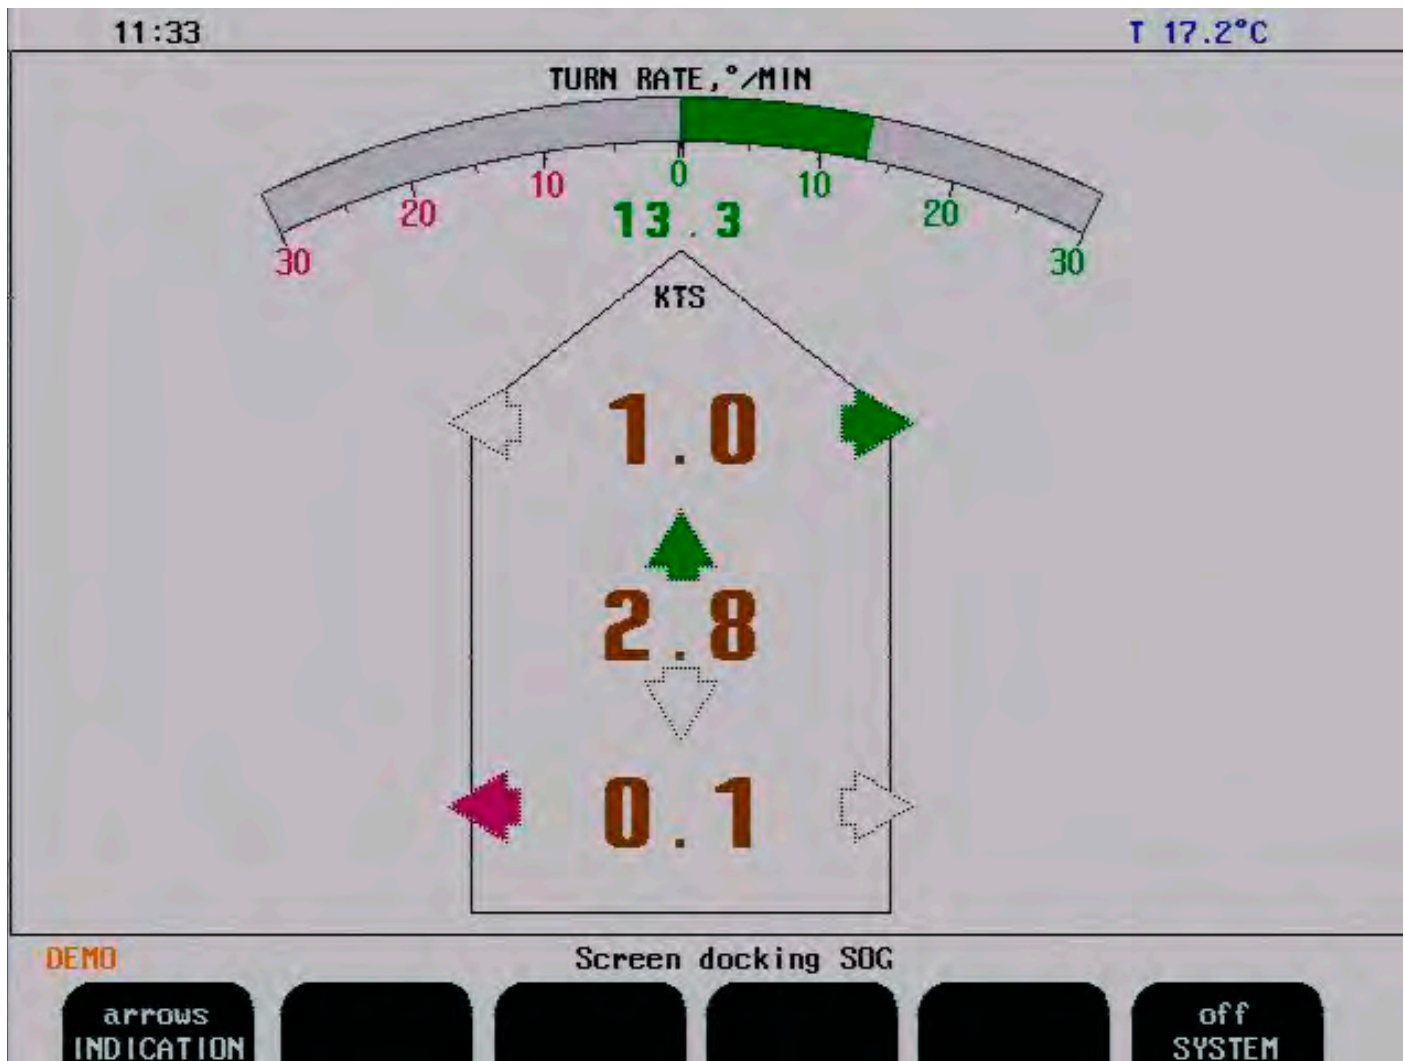 11:33 T 17.2°C
TURN RATE,°/MIN
30 20 10 0 10 20 30
13.3
KTS
1.0
2.8
0.1
DEMO Screen docking SOG
arrows off
INDICATION SYSTEM